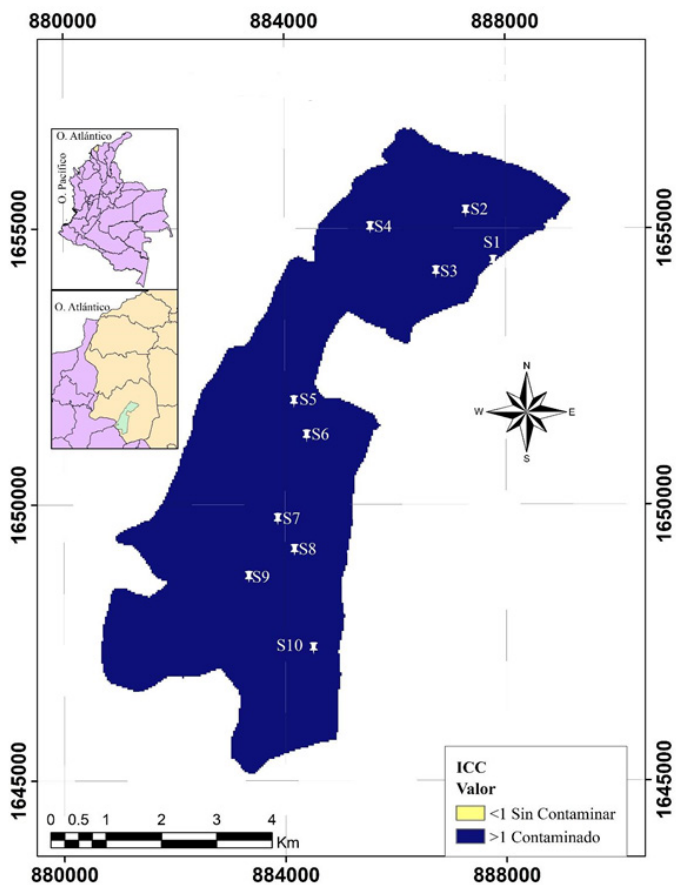 880000 884000 888000
O. Atlántico
O. Pacífico
O. Atlántico
1655000 1655000
1650000 1650000
1645000 1645000
S2
S4
S1
S3
S5
S6
S7
S8
S9
S10
N
W E
S
ICC
Valor
<1 Sin Contaminar
>1 Contaminado
0 0.5 1 2 3 4
Km
880000 884000 888000